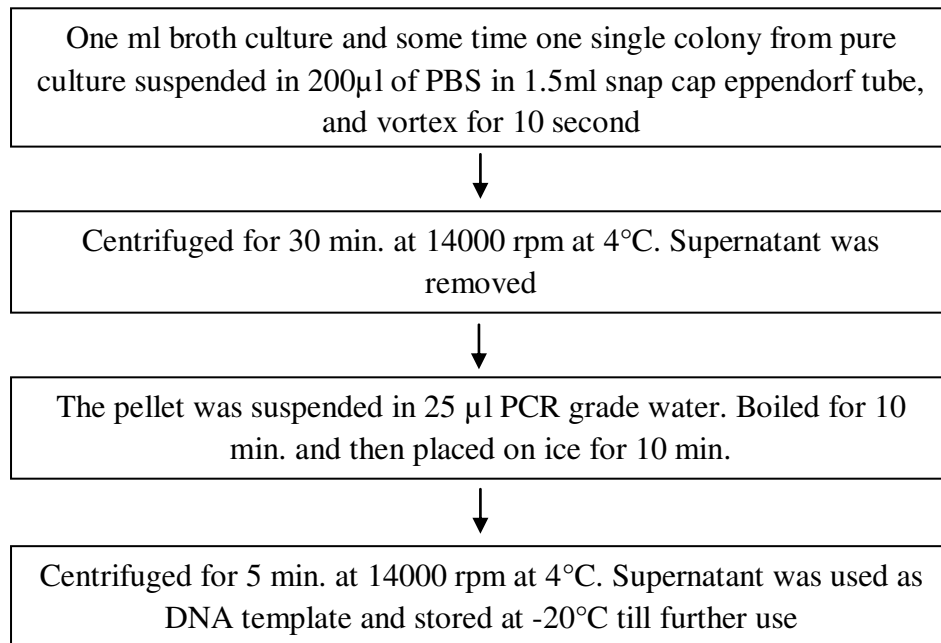 One ml broth culture and some time one single colony from pure
culture suspended in 200µl of PBS in 1.5ml snap cap eppendorf tube,
and vortex for 10 second
Centrifuged for 30 min. at 14000 rpm at 4°C. Supernatant was
removed
The pellet was suspended in 25 µl PCR grade water. Boiled for 10
min. and then placed on ice for 10 min.
Centrifuged for 5 min. at 14000 rpm at 4°C. Supernatant was used as
DNA template and stored at -20°C till further use